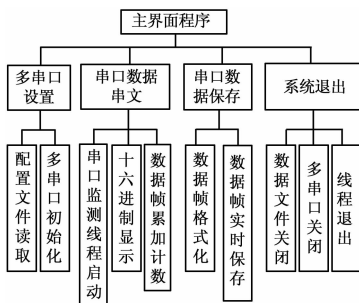 主界面程序
多串口
设置
串口数据
串文
串口数
据保存
系统退出
配置文件读取
多串口初始化
串口监测线程启动
十六进制显示
数据帧累加计数
数据帧格式化
数据帧实时保存
数据文件关闭
多串口关闭
线程退出